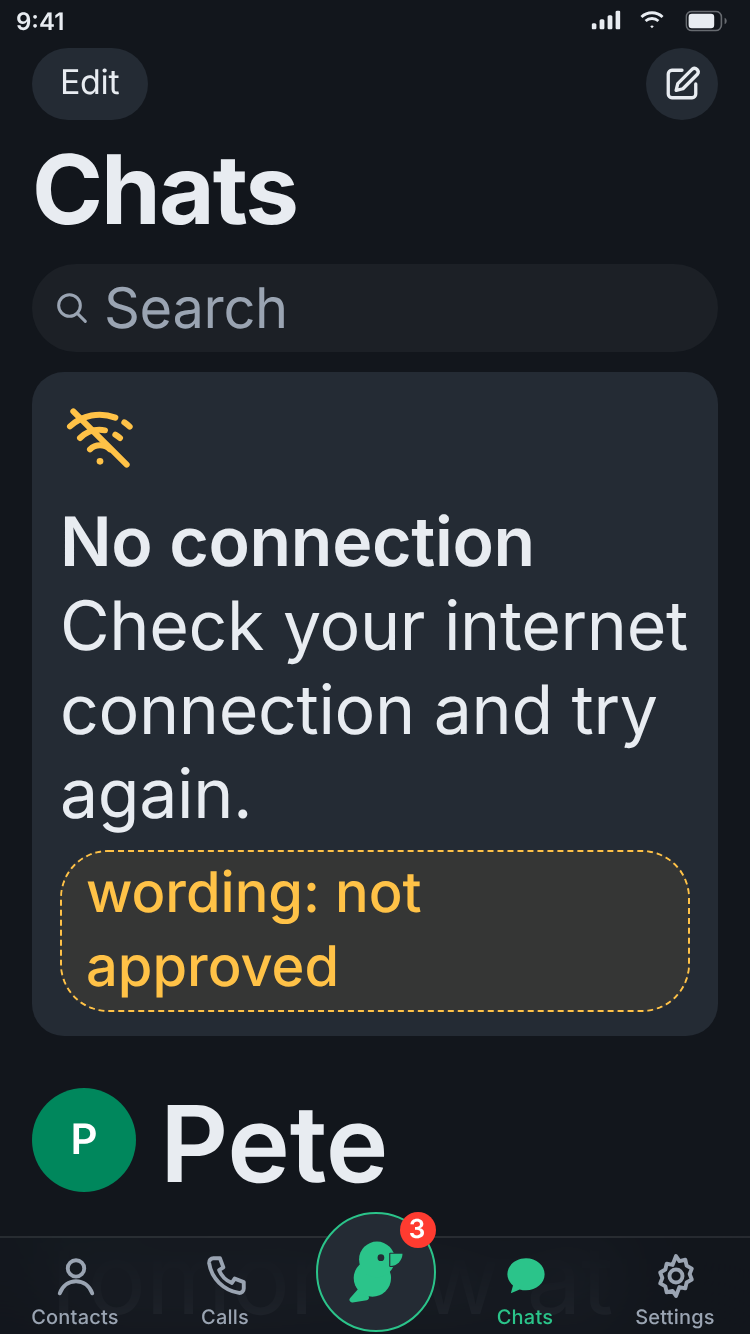 9:41
Edit
Chats
Search
No connection
Check your internet
connection and try
again.
wording: not
approved
P
Pete
3
Contacts
Calls
Chats
Settings